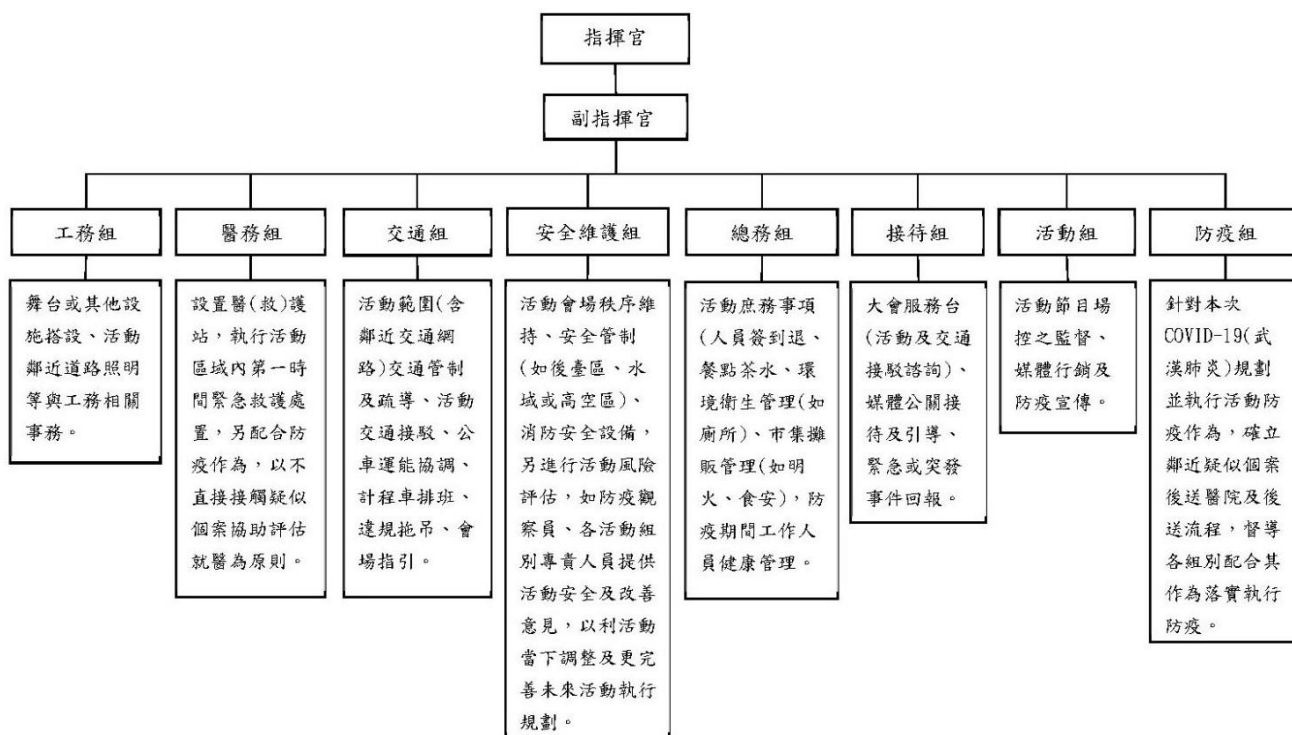 指揮官
副指揮官
工務組
醫務組
交通組
安全維護組
總務組
接待組
活動組
防疫組
舞台或其他設
施搭設、活動
鄰近道路照明
等與工務相關
事務。
設置醫(救)護
站,執行活動
區域內第一時
間緊急救護處
置,另配合防
疫作為,以不
直接接觸疑似
個案協助評估
就醫為原則。
活動範圍(含
鄰近交通網
路)交通管制
及疏導、活動
交通接駁、公
車運能協調、
計程車排班、
違規拖吊、會
場指引。
活動會場秩序維
持、安全管制
(如後臺區、水
域或高空區)、
消防安全設備,
另進行活動風險
評估,如防疫觀
察員、各活動組
別專責人員提供
活動安全及改善
意見,以利活動
當下調整及更完
善未來活動執行
規劃。
活動庶務事項
(人員簽到退、
餐點茶水、環
境衛生管理(如
廁所)、市集攤
販管理(如明
火、食安),防
疫期間工作人
員健康管理。
大會服務台
(活動及交通
接駁諮詢)、
媒體公關接
待及引導、
緊急或突發
事件回報。
活動節目場
控之監督、
媒體行銷及
防疫宣傳。
針對本次
COVID-19(武
漢肺炎)規劃
並執行活動防
疫作為,確立
鄰近疑似個案
後送醫院及後
送流程,督導
各組別配合其
作為落實執行
防疫。